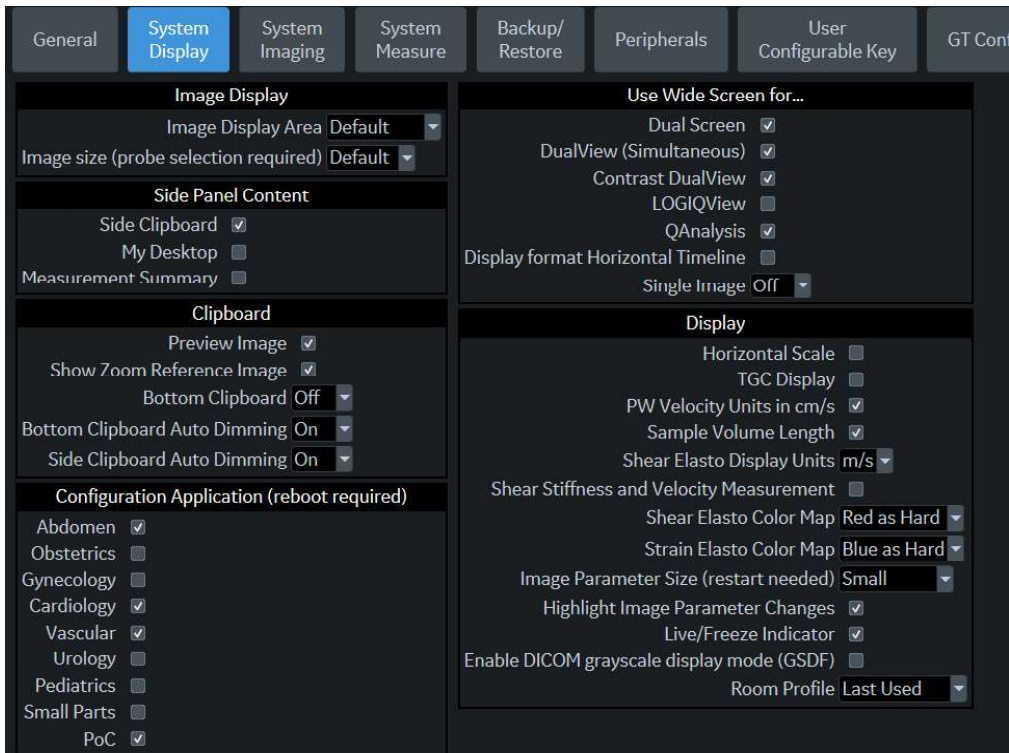 General
System
Display
System
Imaging
System
Measure
Backup/
Restore
Peripherals
User
Configurable Key
GT Conf
Image Display
Image Display Area Default
Image size (probe selection required) Default
Side Panel Content
Side Clipboard
My Desktop
Measurement Summary
Clipboard
Preview Image
Show Zoom Reference Image
Bottom Clipboard Off
Bottom Clipboard Auto Dimming On
Side Clipboard Auto Dimming On
Configuration Application (reboot required)
Abdomen
Obstetrics
Gynecology
Cardiology
Vascular
Urology
Pediatrics
Small Parts
PoC
Use Wide Screen for...
Dual Screen
DualView (Simultaneous)
Contrast DualView
LOGIQView
QAnalysis
Display format Horizontal Timeline
Single Image Off
Display
Horizontal Scale
TGC Display
PW Velocity Units in cm/s
Sample Volume Length
Shear Elasto Display Units m/s
Shear Stiffness and Velocity Measurement
Shear Elasto Color Map Red as Hard
Strain Elasto Color Map Blue as Hard
Image Parameter Size (restart needed) Small
Highlight Image Parameter Changes
Live/Freeze Indicator
Enable DICOM grayscale display mode (GSDF)
Room Profile Last Used